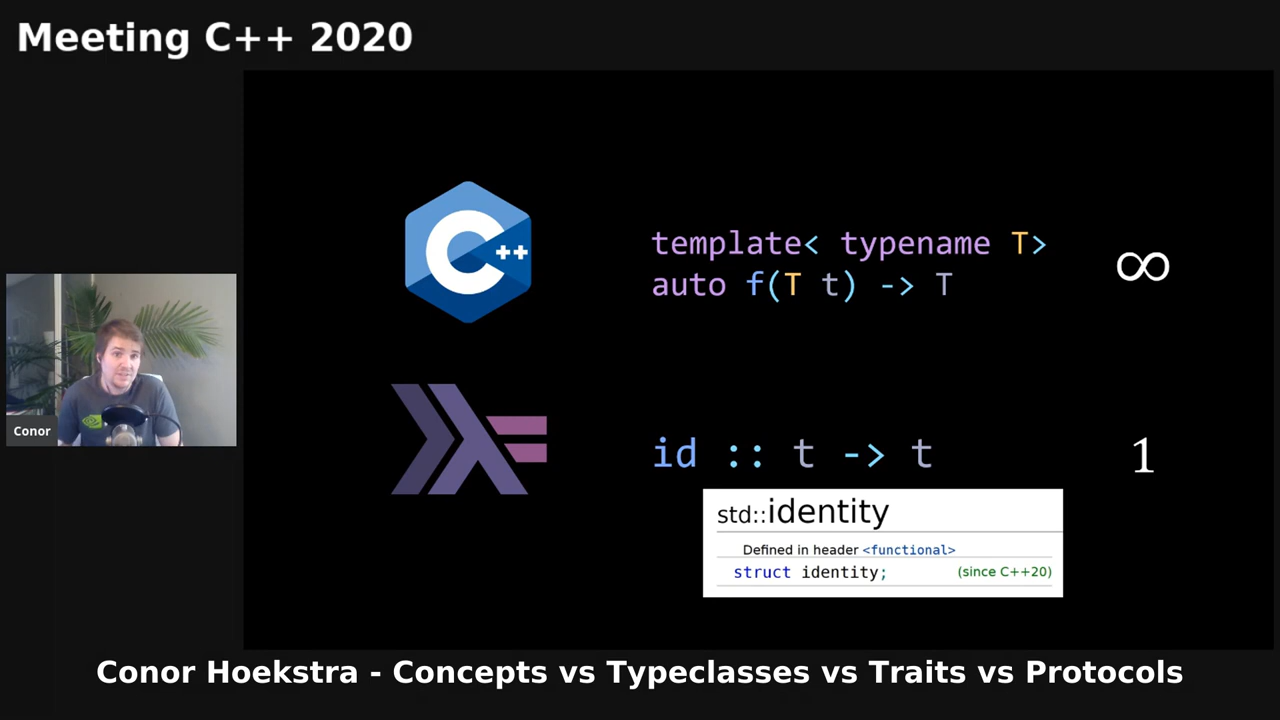 Meeting C++ 2020
C++
template< typename T>
auto f(T t) -> T
∞
Conor
id :: t -> t
1
std::identity
Defined in header <functional>
struct identity;
(since C++20)
Conor Hoekstra - Concepts vs Typeclasses vs Traits vs Protocols